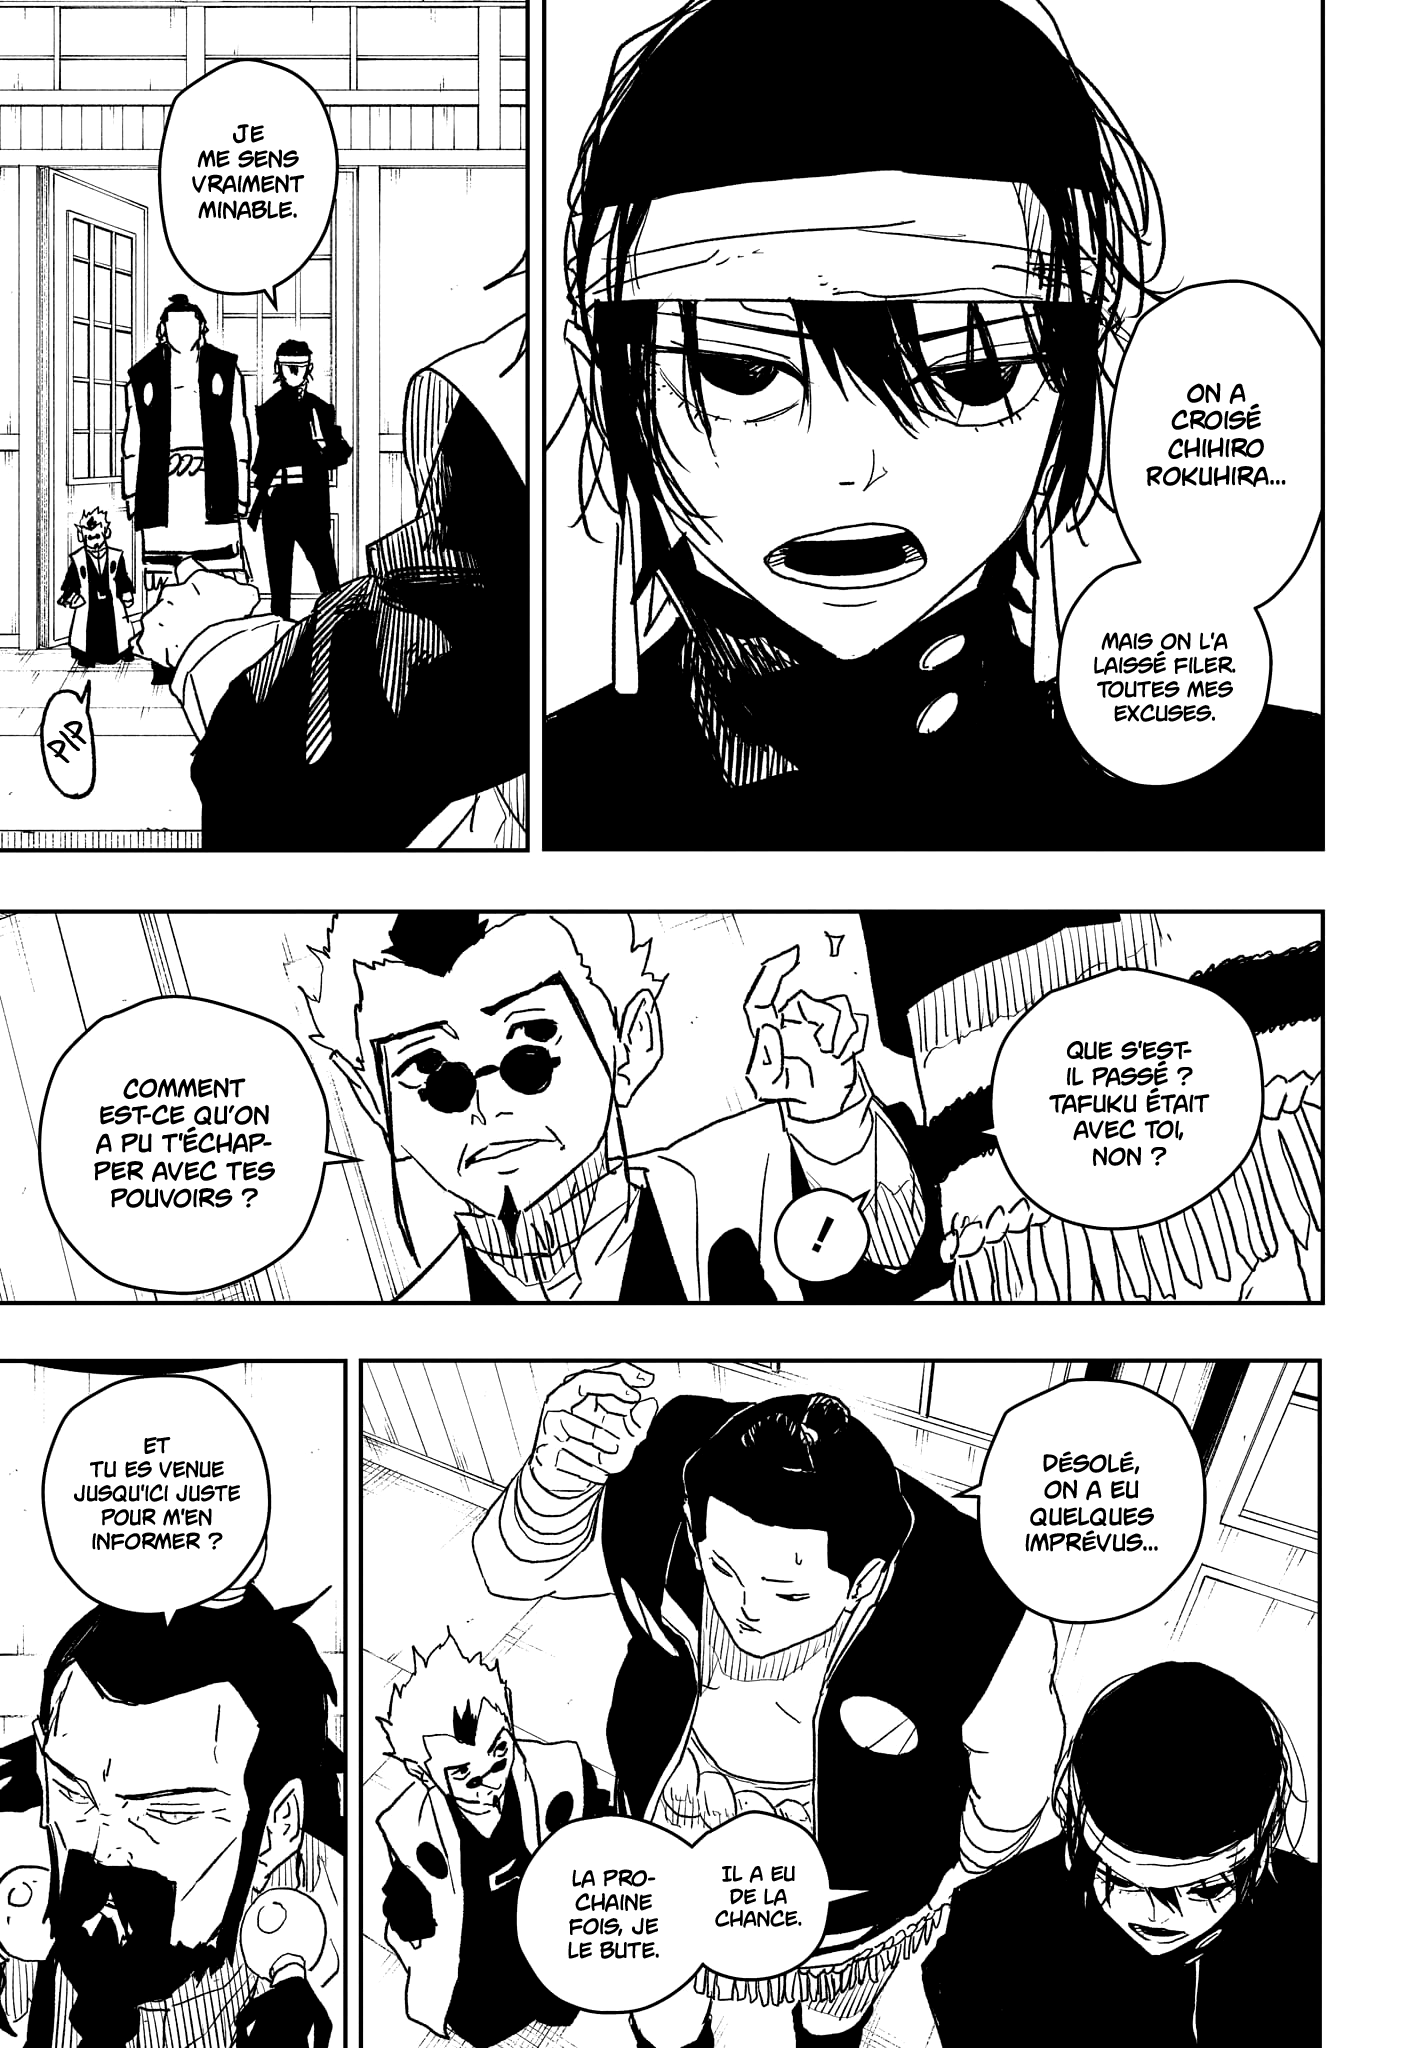 ON A
CROISÉ
CHIHIRO
ROKUHIRA...
MAIS ON L'A
LAISSÉ FILER.
TOUTES MES
EXCUSES.
JE
ME SENS
VRAIMENT
MINABLE.
PIP
QUE S'EST-
IL PASSÉ ?
TAFUKU ÉTAIT
AVEC TOI,
NON ?
!
COMMENT
EST-CE QU'ON
A PU T'ÉCHAP-
PER AVEC TES
POUVOIRS ?
DÉSOLÉ,
ON A EU
QUELQUES
IMPRÉVUS...
IL A EU
DE LA
CHANCE.
LA PRO-
CHAINE
FOIS, JE
LE BUTE.
ET
TU ES VENUE
JUSQU'ICI JUSTE
POUR M'EN
INFORMER ?